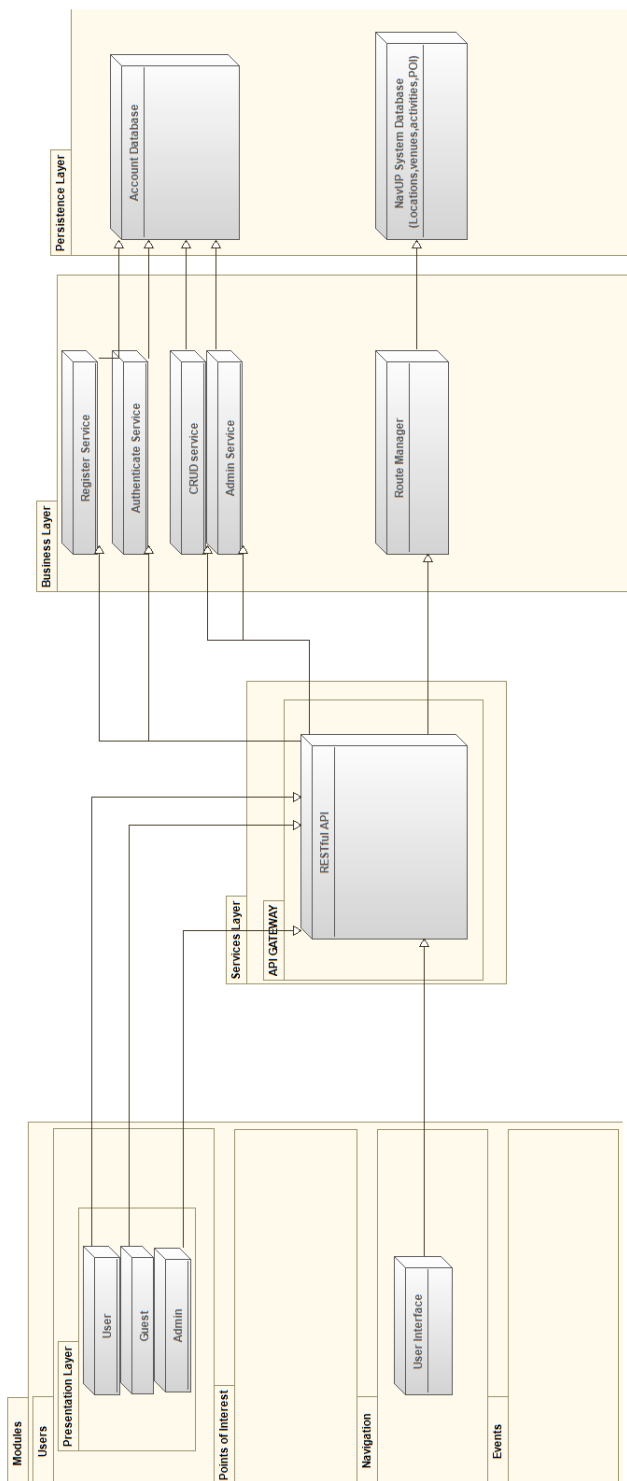 Modules
Users
Presentation Layer
User
Guest
Admin
Points of Interest
Navigation
User Interface
Events
Services Layer
API GATEWAY
RESTful API
Business Layer
Register Service
Authenticate Service
CRUD service
Admin Service
Route Manager
Persistence Layer
Account Database
NavUP System Database
(Locations,venues,activities,POI)